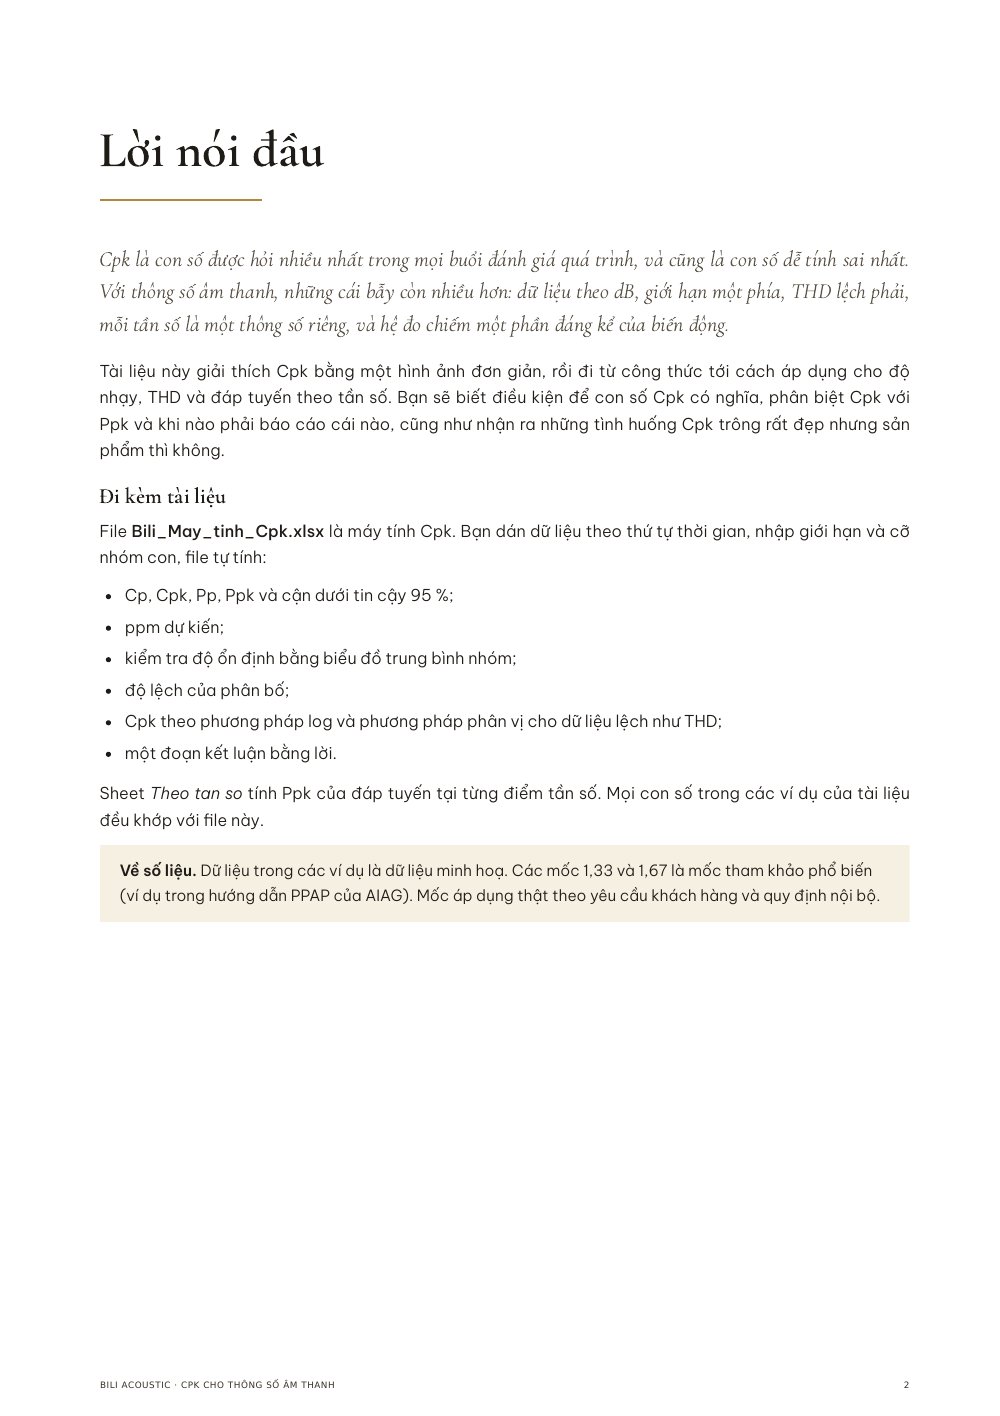 Lời nói đầu
Cpk là con số được hỏi nhiều nhất trong mọi buổi đánh giá quá trình, và cũng là con số dễ tính sai nhất.
Với thông số âm thanh, những cái bẫy còn nhiều hơn: dữ liệu theo dB, giới hạn một phía, THD lệch phải,
mỗi tần số là một thông số riêng, và hệ đo chiếm một phần đáng kể của biến động.
Tài liệu này giải thích Cpk bằng một hình ảnh đơn giản, rồi đi từ công thức tới cách áp dụng cho độ
nhạy, THD và đáp tuyến theo tần số. Bạn sẽ biết điều kiện để con số Cpk có nghĩa, phân biệt Cpk với
Ppk và khi nào phải báo cáo cái nào, cũng như nhận ra những tình huống Cpk trông rất đẹp nhưng sản
phẩm thì không.
Đi kèm tài liệu
File Bili_May_tinh_Cpk.xlsx là máy tính Cpk. Bạn dán dữ liệu theo thứ tự thời gian, nhập giới hạn và cỡ
nhóm con, file tự tính:
• Cp, Cpk, Pp, Ppk và cận dưới tin cậy 95 %;
• ppm dự kiến;
• kiểm tra độ ổn định bằng biểu đồ trung bình nhóm;
• độ lệch của phân bố;
• Cpk theo phương pháp log và phương pháp phân vị cho dữ liệu lệch như THD;
• một đoạn kết luận bằng lời.
Sheet Theo tan so tính Ppk của đáp tuyến tại từng điểm tần số. Mọi con số trong các ví dụ của tài liệu
đều khớp với file này.
Về số liệu. Dữ liệu trong các ví dụ là dữ liệu minh hoạ. Các mốc 1,33 và 1,67 là mốc tham khảo phổ biến
(ví dụ trong hướng dẫn PPAP của AIAG). Mốc áp dụng thật theo yêu cầu khách hàng và quy định nội bộ.
BILI ACOUSTIC · CPK CHO THÔNG SỐ ÂM THANH
2